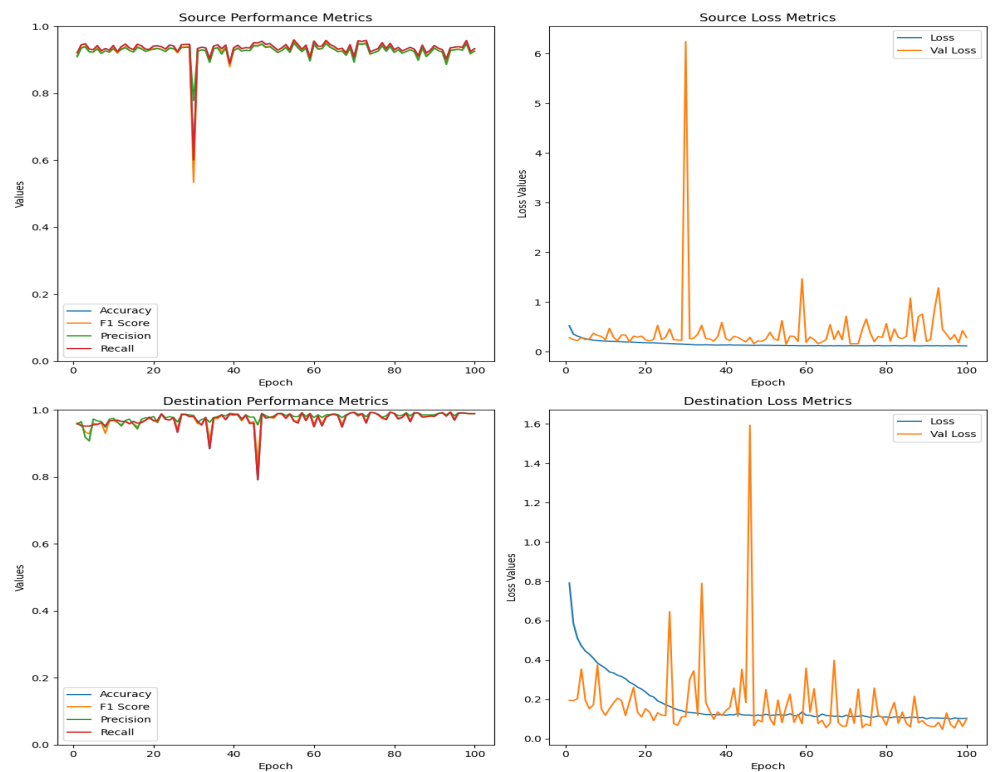 Source Performance Metrics
1.0
0.8
0.6
0.4
0.2
0.0
Values
Accuracy
F1 Score
Precision
Recall
0 20 40 60 80 100
Epoch
Source Loss Metrics
6
5
4
3
2
1
0
Loss Values
Loss
Val Loss
0 20 40 60 80 100
Epoch
Destination Performance Metrics
1.0
0.8
0.6
0.4
0.2
0.0
Values
Accuracy
F1 Score
Precision
Recall
0 20 40 60 80 100
Epoch
Destination Loss Metrics
1.6
1.4
1.2
1.0
0.8
0.6
0.4
0.2
0.0
Loss Values
Loss
Val Loss
0 20 40 60 80 100
Epoch